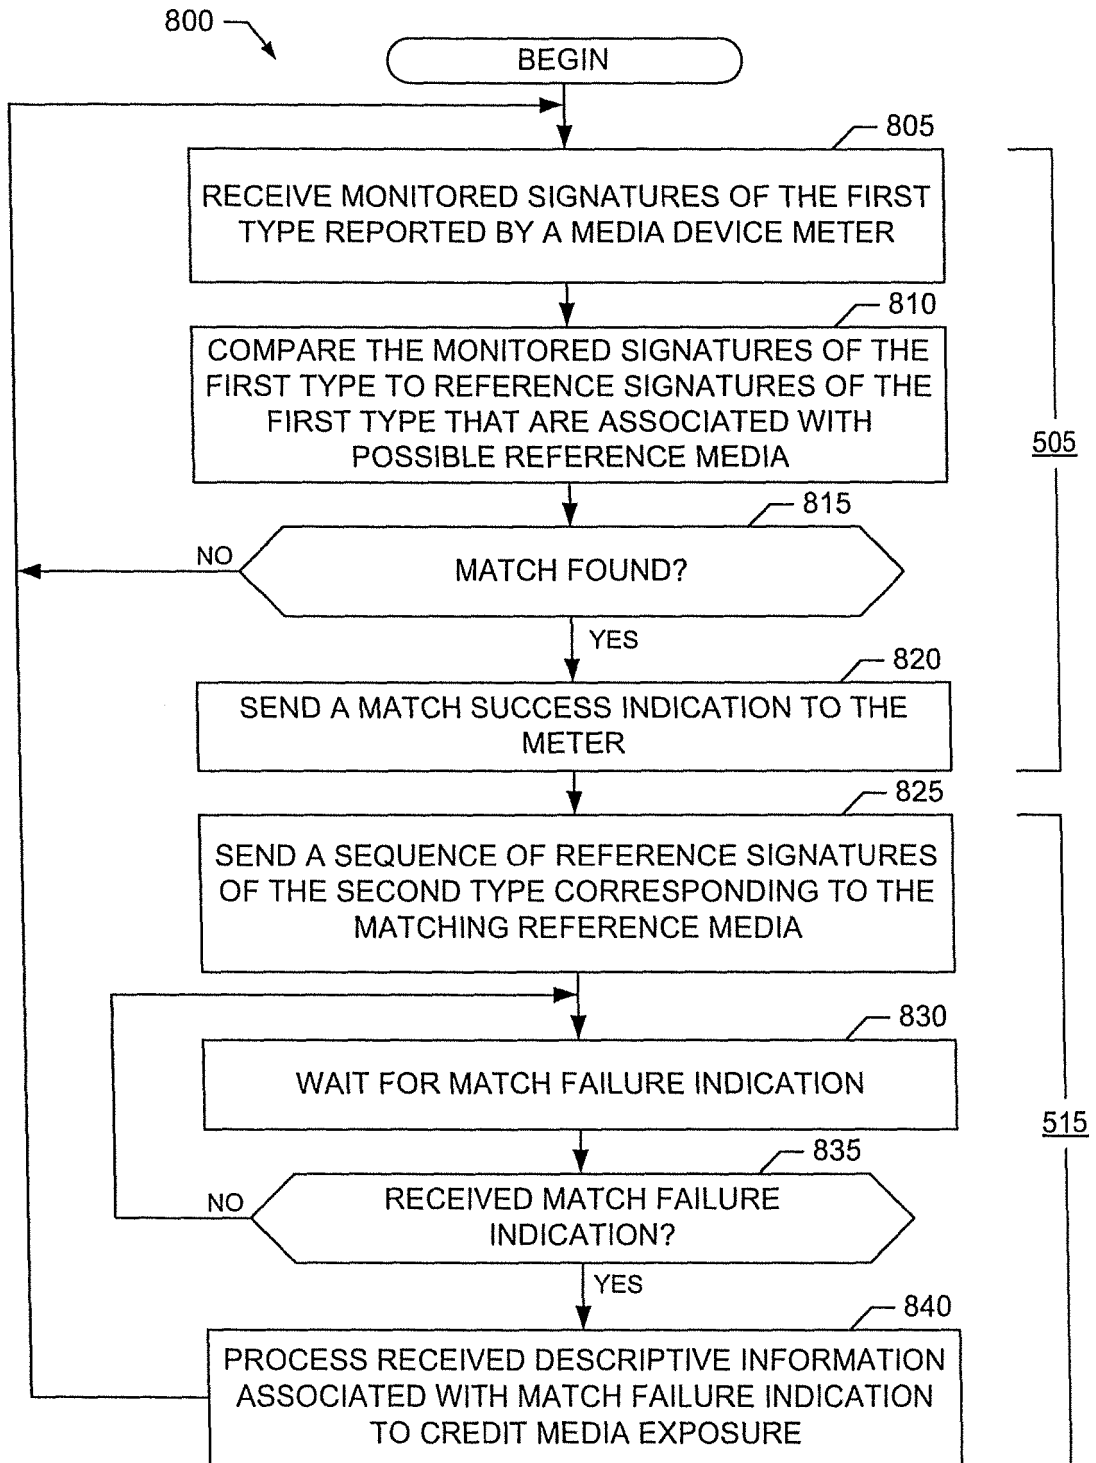 800
BEGIN
805
RECEIVE MONITORED SIGNATURES OF THE FIRST
TYPE REPORTED BY A MEDIA DEVICE METER
810
COMPARE THE MONITORED SIGNATURES OF THE
FIRST TYPE TO REFERENCE SIGNATURES OF THE
FIRST TYPE THAT ARE ASSOCIATED WITH
POSSIBLE REFERENCE MEDIA
505
815
NO
MATCH FOUND?
YES
820
SEND A MATCH SUCCESS INDICATION TO THE
METER
825
SEND A SEQUENCE OF REFERENCE SIGNATURES
OF THE SECOND TYPE CORRESPONDING TO THE
MATCHING REFERENCE MEDIA
830
WAIT FOR MATCH FAILURE INDICATION
515
835
NO
RECEIVED MATCH FAILURE
INDICATION?
YES
840
PROCESS RECEIVED DESCRIPTIVE INFORMATION
ASSOCIATED WITH MATCH FAILURE INDICATION
TO CREDIT MEDIA EXPOSURE